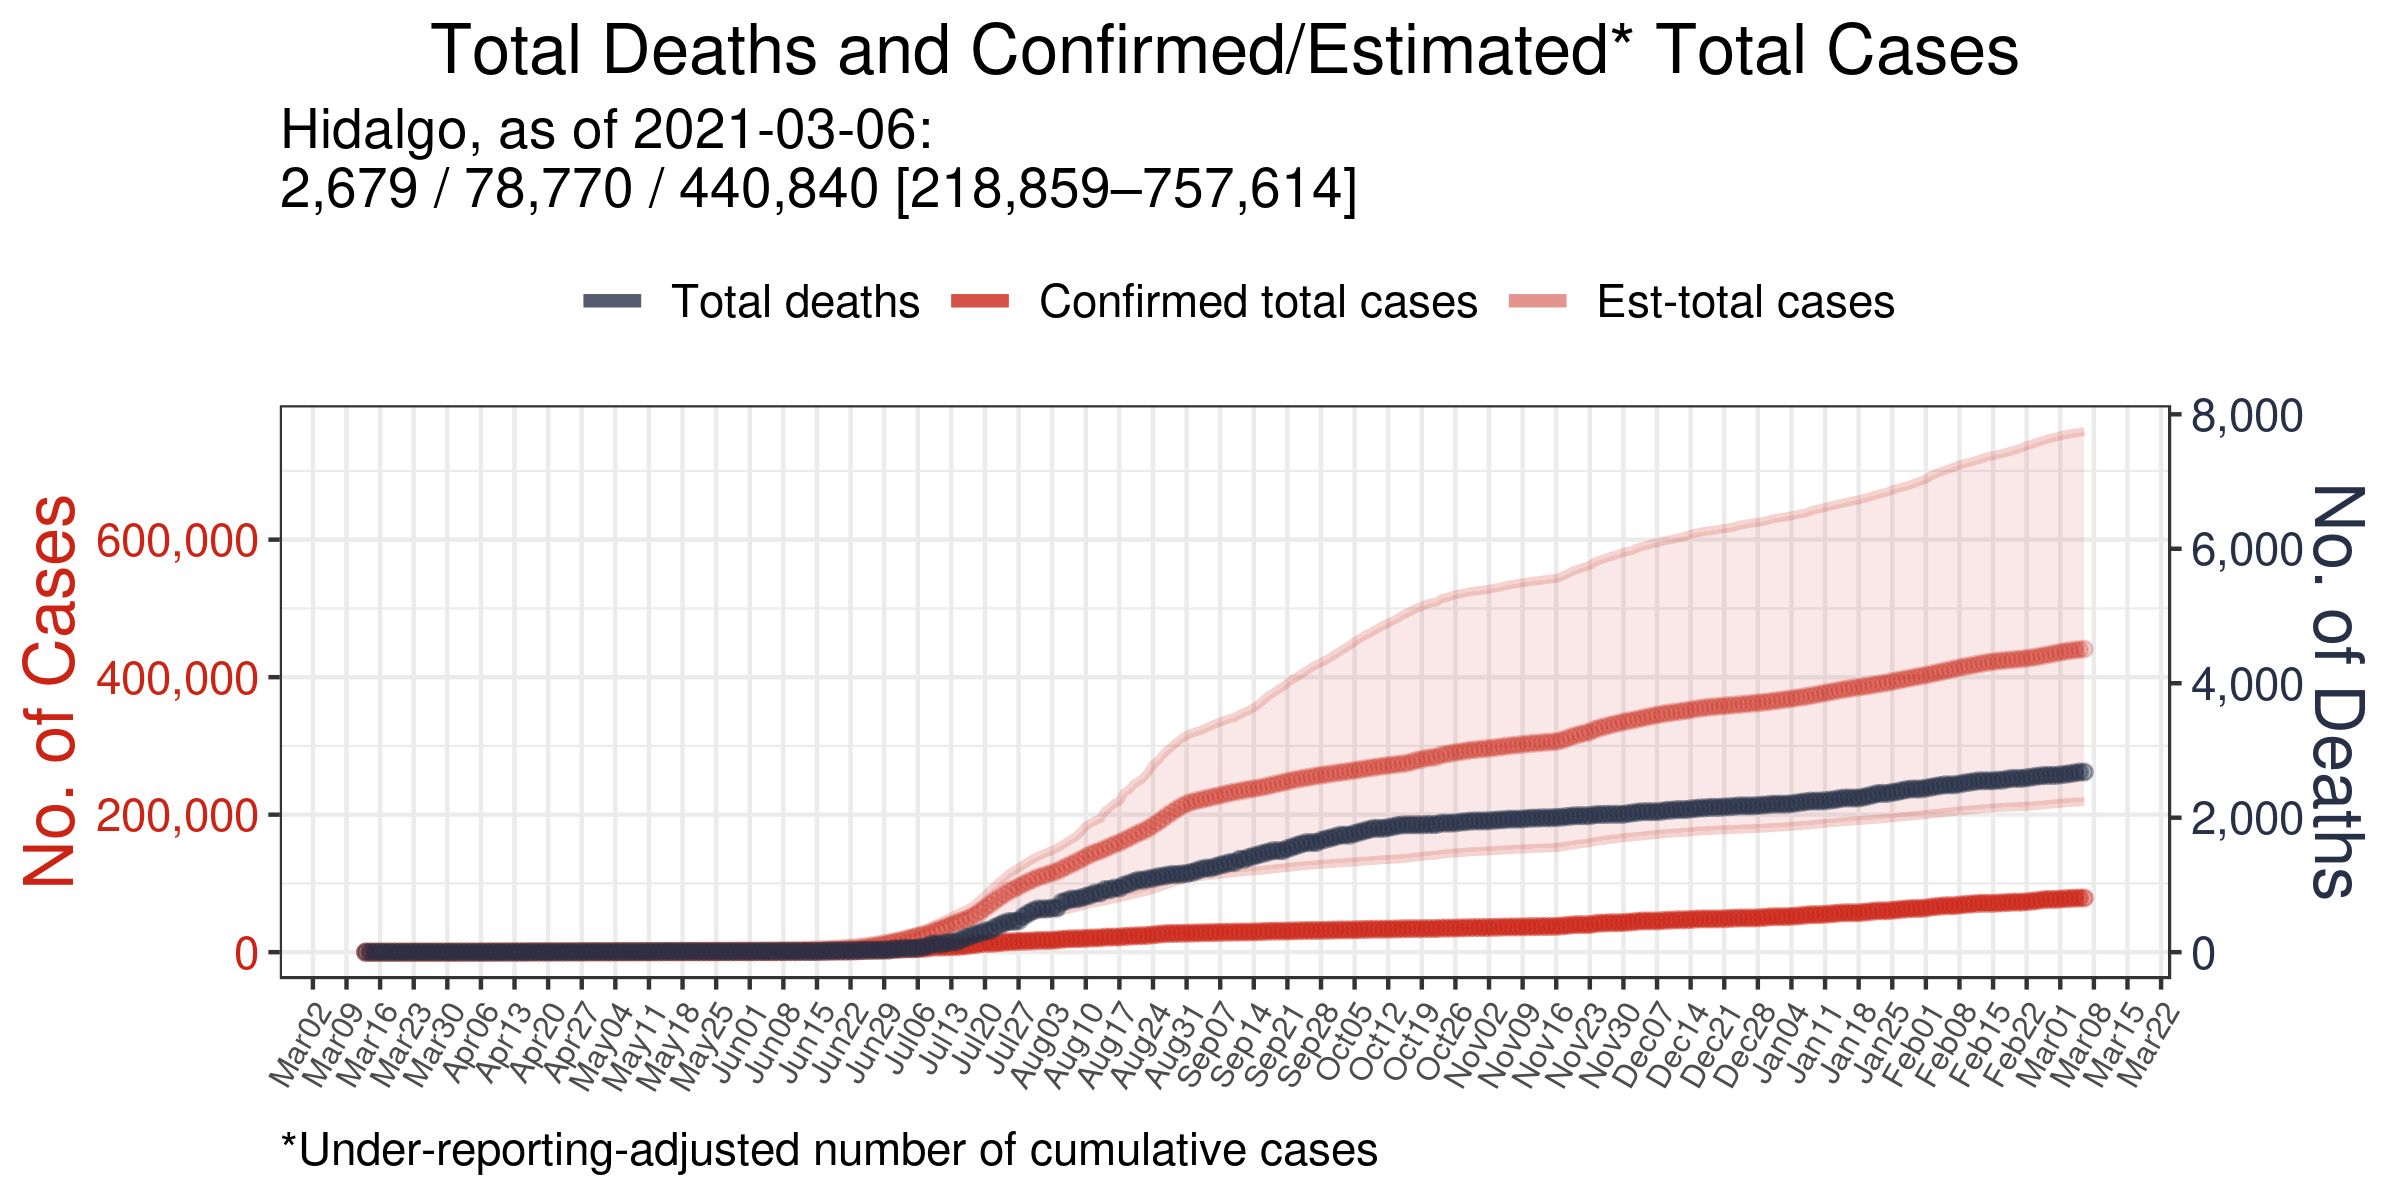 Total Deaths and Confirmed/Estimated* Total Cases
Hidalgo, as of 2021-03-06:
2,679 / 78,770 / 440,840 [218,859–757,614]
Total deaths
Confirmed total cases
Est-total cases
No. of Cases
600,000
400,000
200,000
0
8,000
6,000
4,000
2,000
0
No. of Deaths
Mar02
Mar09
Mar16
Mar23
Mar30
Apr06
Apr13
Apr20
Apr27
May04
May11
May18
May25
Jun01
Jun08
Jun15
Jun22
Jun29
Jul06
Jul13
Jul20
Jul27
Aug03
Aug10
Aug17
Aug24
Aug31
Sep07
Sep14
Sep21
Sep28
Oct05
Oct12
Oct19
Oct26
Nov02
Nov09
Nov16
Nov23
Nov30
Dec07
Dec14
Dec21
Dec28
Jan04
Jan11
Jan18
Jan25
Feb01
Feb08
Feb15
Feb22
Mar01
Mar08
Mar15
Mar22
*Under-reporting-adjusted number of cumulative cases